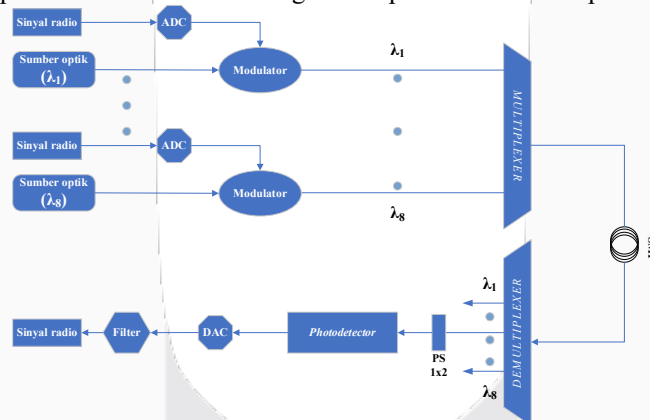 Sinyal radio
ADC
Sumber optik
(λ1)
Modulator
λ1
MULTIPLEXER
Sinyal radio
ADC
Sumber optik
(λ8)
Modulator
λ8
λ1
DEMULTIPLEXER
Sinyal radio
Filter
DAC
Photodetector
PS
1x2
λ8